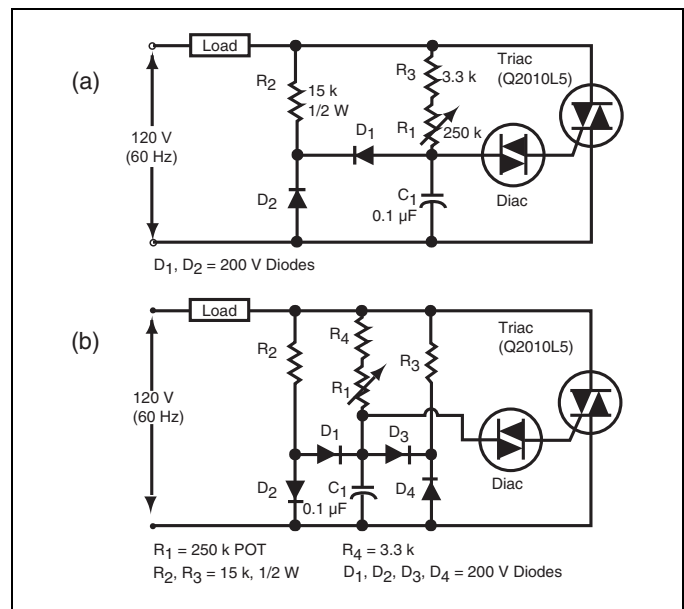 (a)
Load
120 V
(60 Hz)
R2
15 k
1/2 W
D1
D2
R3
3.3 k
R1
250 k
C1
0.1 µF
Diac
Triac
(Q2010L5)
D1, D2 = 200 V Diodes
(b)
Load
120 V
(60 Hz)
R2
R4
R1
R3
D1
D3
D2
C1
0.1 µF
D4
Diac
Triac
(Q2010L5)
R1 = 250 k POT
R2, R3 = 15 k, 1/2 W
R4 = 3.3 k
D1, D2, D3, D4 = 200 V Diodes